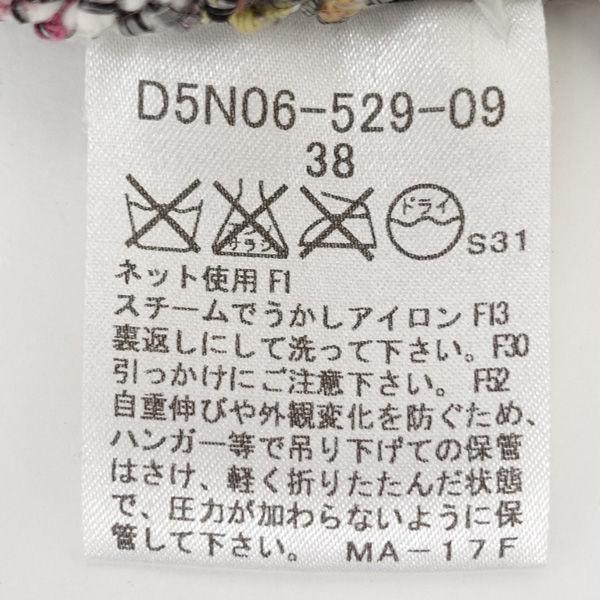 D5N06-529-09
38
エンソ
サラシ
ドライ
S31
ネット使用 F1
スチームでうかしアイロン F13
裏返しにして洗って下さい。F30
引っかけにご注意下さい。F52
自重伸びや外観変化を防ぐため、
ハンガー等で吊り下げての保管
はさけ、軽く折りたたんだ状態
で、圧力が加わらないように保
管して下さい。 MA-17F